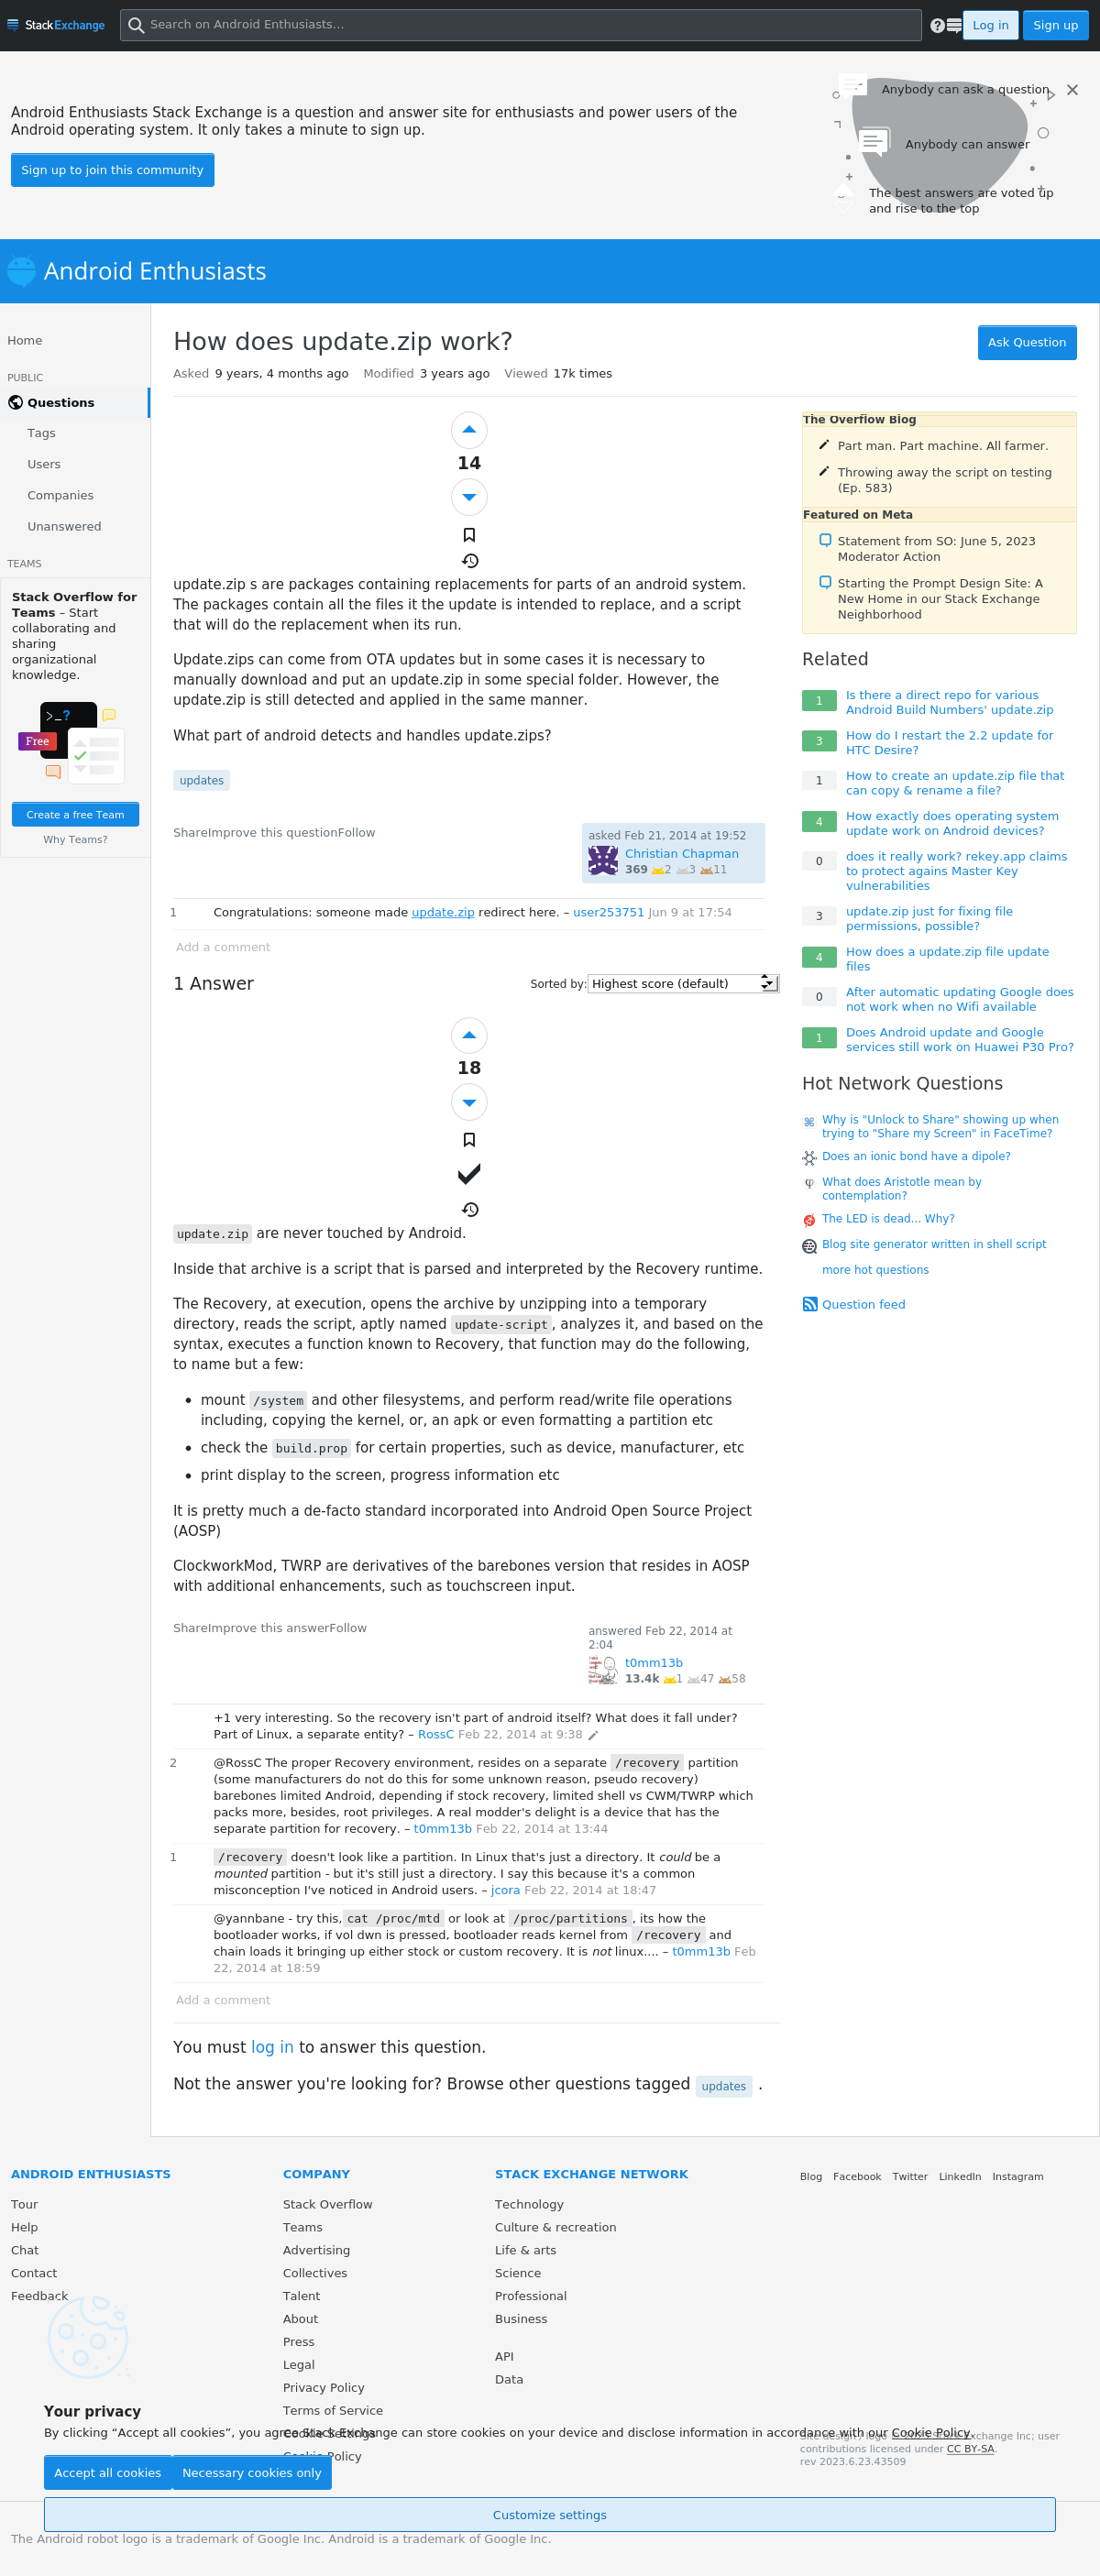 StackExchange
Search on Android Enthusiasts…
Log in
Sign up
Android Enthusiasts Stack Exchange is a question and answer site for enthusiasts and power users of the
Android operating system. It only takes a minute to sign up.
Sign up to join this community
Anybody can ask a question
Anybody can answer
The best answers are voted up
and rise to the top
Android Enthusiasts
Home
PUBLIC
Questions
Tags
Users
Companies
Unanswered
TEAMS
Stack Overflow for
Teams – Start
collaborating and
sharing
organizational
knowledge.
>_?
Free
Create a free Team
Why Teams?
How does update.zip work?
Ask Question
Asked 9 years, 4 months ago Modified 3 years ago Viewed 17k times
14
update.zip s are packages containing replacements for parts of an android system.
The packages contain all the files it the update is intended to replace, and a script
that will do the replacement when its run.
Update.zips can come from OTA updates but in some cases it is necessary to
manually download and put an update.zip in some special folder. However, the
update.zip is still detected and applied in the same manner.
What part of android detects and handles update.zips?
updates
ShareImprove this questionFollow
asked Feb 21, 2014 at 19:52
Christian Chapman
369 2 3 11
1 Congratulations: someone made update.zip redirect here. – user253751 Jun 9 at 17:54
Add a comment
1 Answer
Sorted by: Highest score (default)
18
update.zip are never touched by Android.
Inside that archive is a script that is parsed and interpreted by the Recovery runtime.
The Recovery, at execution, opens the archive by unzipping into a temporary
directory, reads the script, aptly named update-script, analyzes it, and based on the
syntax, executes a function known to Recovery, that function may do the following,
to name but a few:
• mount /system and other filesystems, and perform read/write file operations
including, copying the kernel, or, an apk or even formatting a partition etc
• check the build.prop for certain properties, such as device, manufacturer, etc
• print display to the screen, progress information etc
It is pretty much a de-facto standard incorporated into Android Open Source Project
(AOSP)
ClockworkMod, TWRP are derivatives of the barebones version that resides in AOSP
with additional enhancements, such as touchscreen input.
ShareImprove this answerFollow
answered Feb 22, 2014 at
2:04
t0mm13b
13.4k 1 47 58
+1 very interesting. So the recovery isn't part of android itself? What does it fall under?
Part of Linux, a separate entity? – RossC Feb 22, 2014 at 9:38
2 @RossC The proper Recovery environment, resides on a separate /recovery partition
(some manufacturers do not do this for some unknown reason, pseudo recovery)
barebones limited Android, depending if stock recovery, limited shell vs CWM/TWRP which
packs more, besides, root privileges. A real modder's delight is a device that has the
separate partition for recovery. – t0mm13b Feb 22, 2014 at 13:44
1 /recovery doesn't look like a partition. In Linux that's just a directory. It could be a
mounted partition - but it's still just a directory. I say this because it's a common
misconception I've noticed in Android users. – jcora Feb 22, 2014 at 18:47
@yannbane - try this, cat /proc/mtd or look at /proc/partitions, its how the
bootloader works, if vol dwn is pressed, bootloader reads kernel from /recovery and
chain loads it bringing up either stock or custom recovery. It is not linux.... – t0mm13b Feb
22, 2014 at 18:59
Add a comment
You must log in to answer this question.
Not the answer you're looking for? Browse other questions tagged updates .
The Overflow Blog
Part man. Part machine. All farmer.
Throwing away the script on testing
(Ep. 583)
Featured on Meta
Statement from SO: June 5, 2023
Moderator Action
Starting the Prompt Design Site: A
New Home in our Stack Exchange
Neighborhood
Related
1 Is there a direct repo for various
Android Build Numbers' update.zip
3 How do I restart the 2.2 update for
HTC Desire?
1 How to create an update.zip file that
can copy & rename a file?
4 How exactly does operating system
update work on Android devices?
0 does it really work? rekey.app claims
to protect agains Master Key
vulnerabilities
3 update.zip just for fixing file
permissions, possible?
4 How does a update.zip file update
files
0 After automatic updating Google does
not work when no Wifi available
1 Does Android update and Google
services still work on Huawei P30 Pro?
Hot Network Questions
Why is "Unlock to Share" showing up when
trying to "Share my Screen" in FaceTime?
Does an ionic bond have a dipole?
φ What does Aristotle mean by
contemplation?
The LED is dead... Why?
Blog site generator written in shell script
more hot questions
Question feed
ANDROID ENTHUSIASTS
Tour
Help
Chat
Contact
Feedback
COMPANY
Stack Overflow
Teams
Advertising
Collectives
Talent
About
Press
Legal
Privacy Policy
Terms of Service
Cookie Settings
Cookie Policy
STACK EXCHANGE NETWORK
Technology
Culture & recreation
Life & arts
Science
Professional
Business
API
Data
Blog Facebook Twitter LinkedIn Instagram
Site design / logo © 2023 Stack Exchange Inc; user
contributions licensed under CC BY-SA.
rev 2023.6.23.43509
Your privacy
By clicking “Accept all cookies”, you agree Stack Exchange can store cookies on your device and disclose information in accordance with our Cookie Policy.
Accept all cookies
Necessary cookies only
Customize settings
The Android robot logo is a trademark of Google Inc. Android is a trademark of Google Inc.